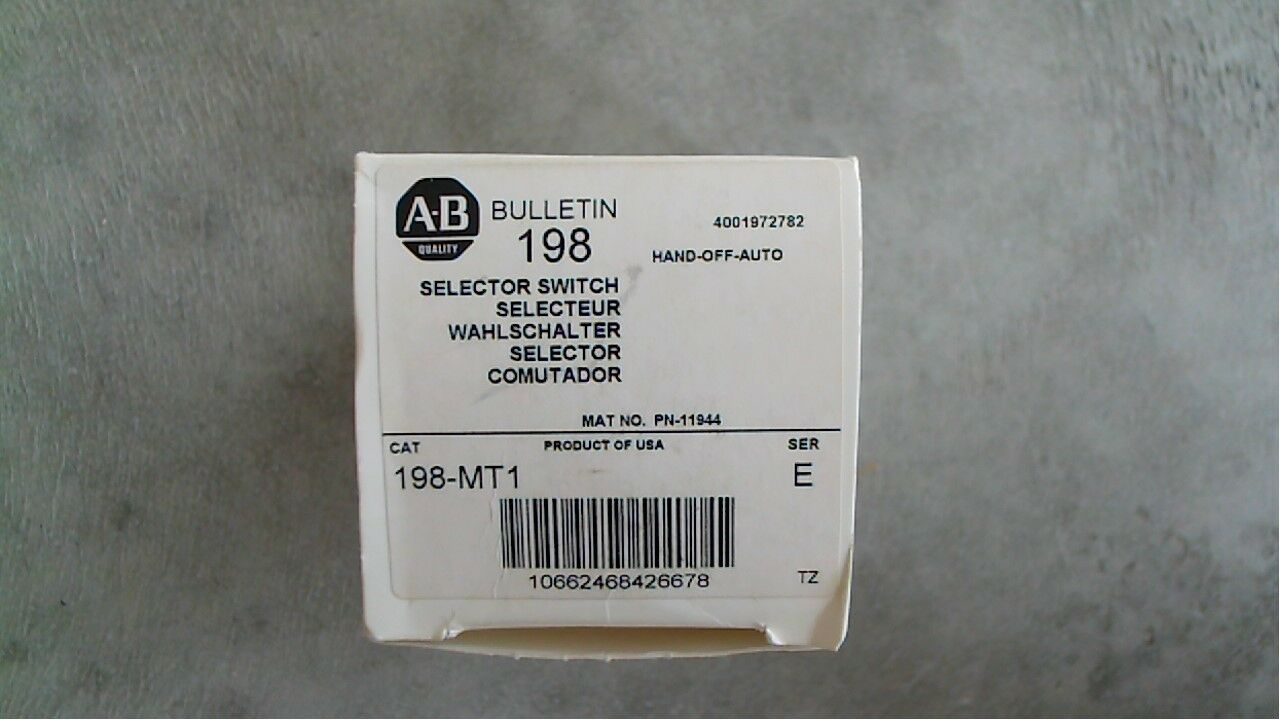 A-B
QUALITY
BULLETIN
198
4001972782
HAND-OFF-AUTO
SELECTOR SWITCH
SELECTEUR
WAHLSCHALTER
SELECTOR
COMUTADOR
MAT NO. PN-11944
CAT
PRODUCT OF USA
SER
198-MT1
E
10662468426678
TZ